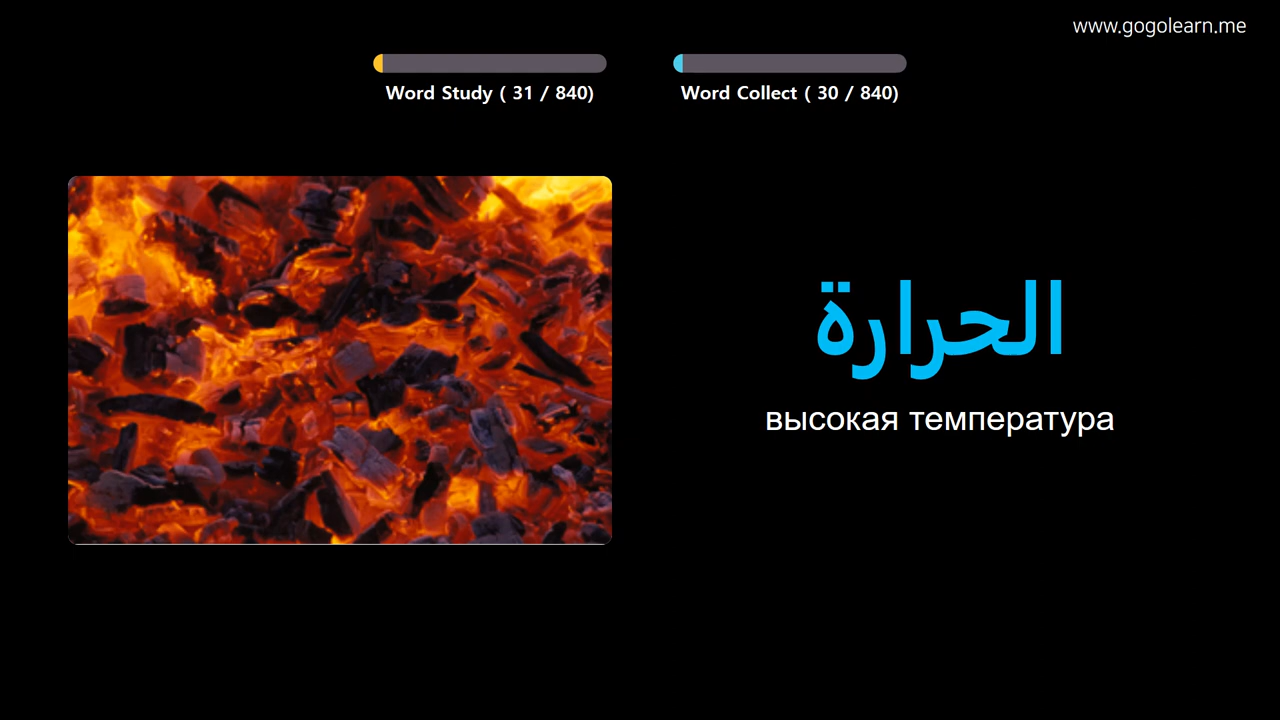 www.gogolearn.me
Word Study ( 31 / 840)
Word Collect ( 30 / 840)
الحرارة
высокая температура